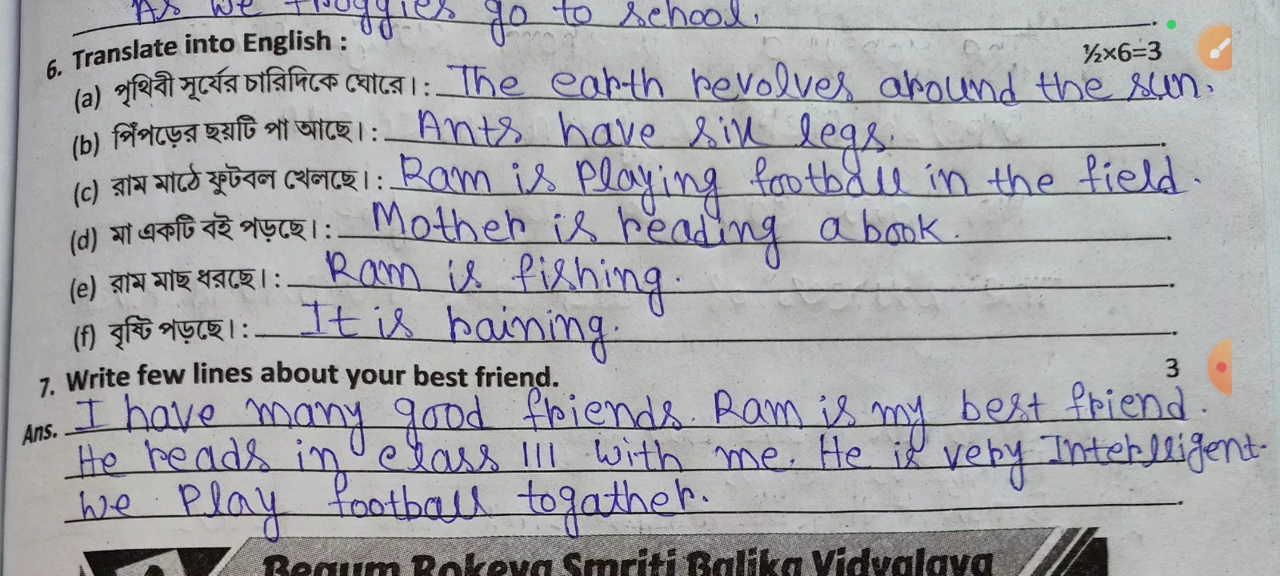 As we froggies go to school.
6. Translate into English : ½×6=3
(a) পৃথিবী সূর্যের চারিদিকে ঘোরে। : The earth revolves around the sun.
(b) পিঁপড়ের ছয়টি পা আছে। : Ants have six legs.
(c) রাম মাঠে ফুটবল খেলছে। : Ram is Playing football in the field.
(d) মা একটি বই পড়ছে। : Mother is reading a book.
(e) রাম মাছ ধরছে। : Ram is fishing.
(f) বৃষ্টি পড়ছে। : It is raining.
7. Write few lines about your best friend. 3
Ans. I have many good friends. Ram is my best friend.
He reads in class III with me. He is very Interlligent.
We Play football togather.
Begum Rokeya Smriti Balika Vidyalaya